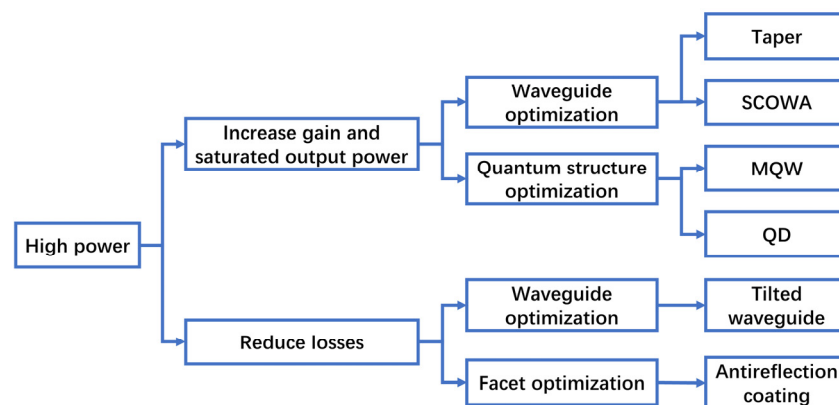 Taper
Waveguide
optimization
SCOWA
Increase gain and
saturated output power
Quantum structure
optimization
MQW
QD
High power
Waveguide
optimization
Tilted
waveguide
Reduce losses
Facet optimization
Antireflection
coating